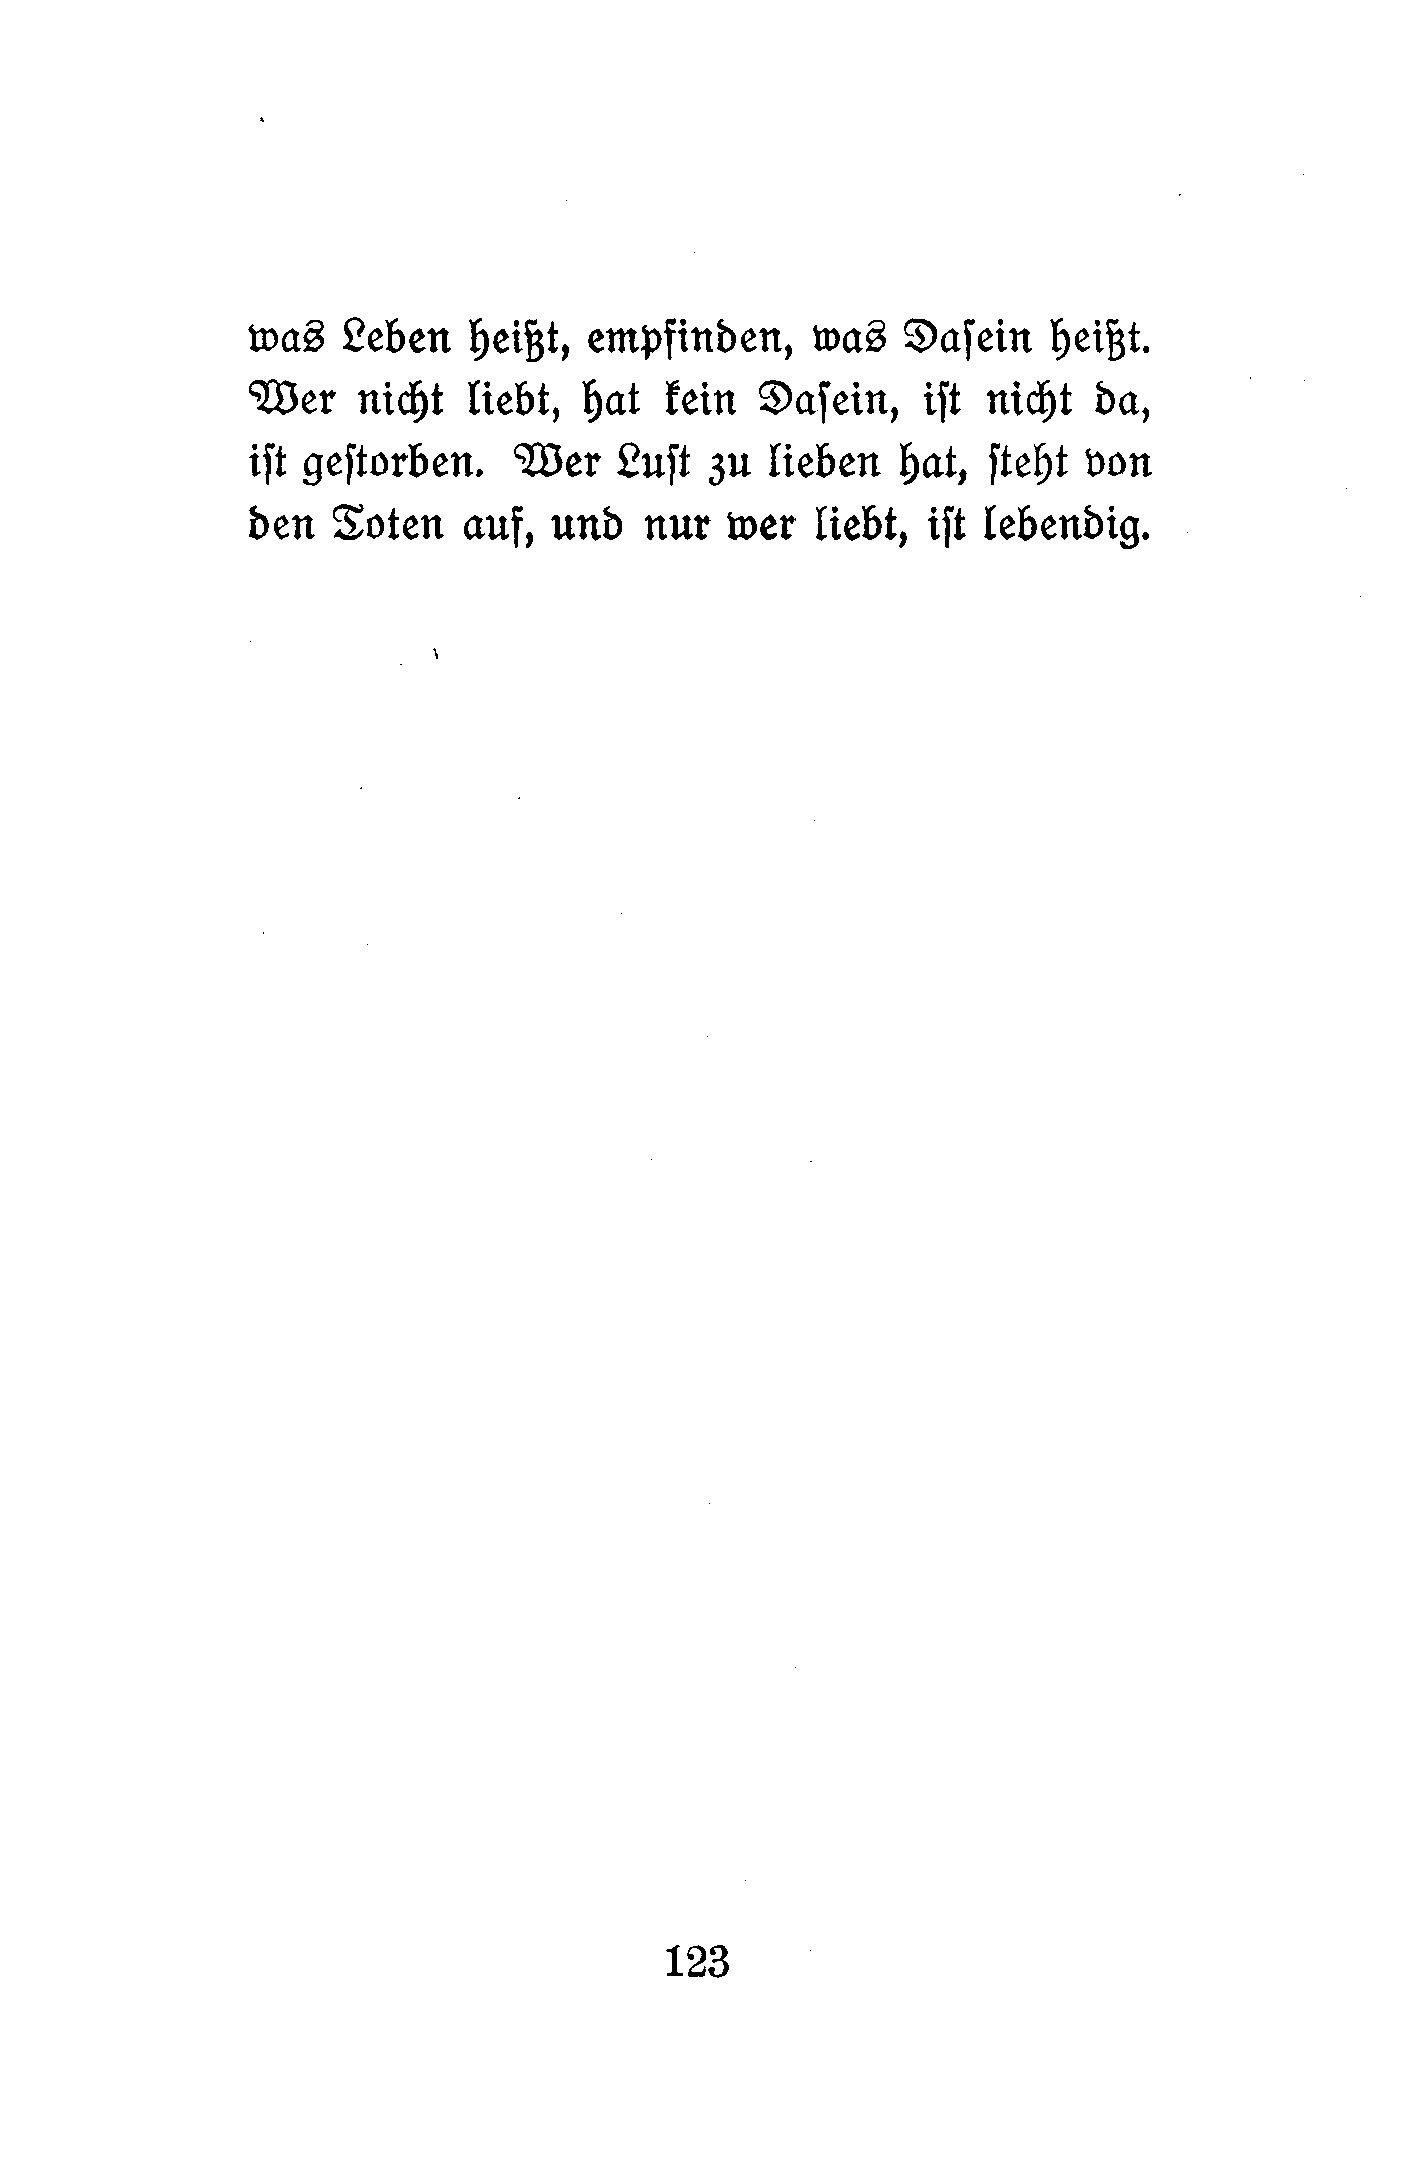 was Leben heißt, empfinden, was Dasein heißt.
Wer nicht liebt, hat kein Dasein, ist nicht da,
ist gestorben. Wer Lust zu lieben hat, steht von
den Toten auf, und nur wer liebt, ist lebendig.
123